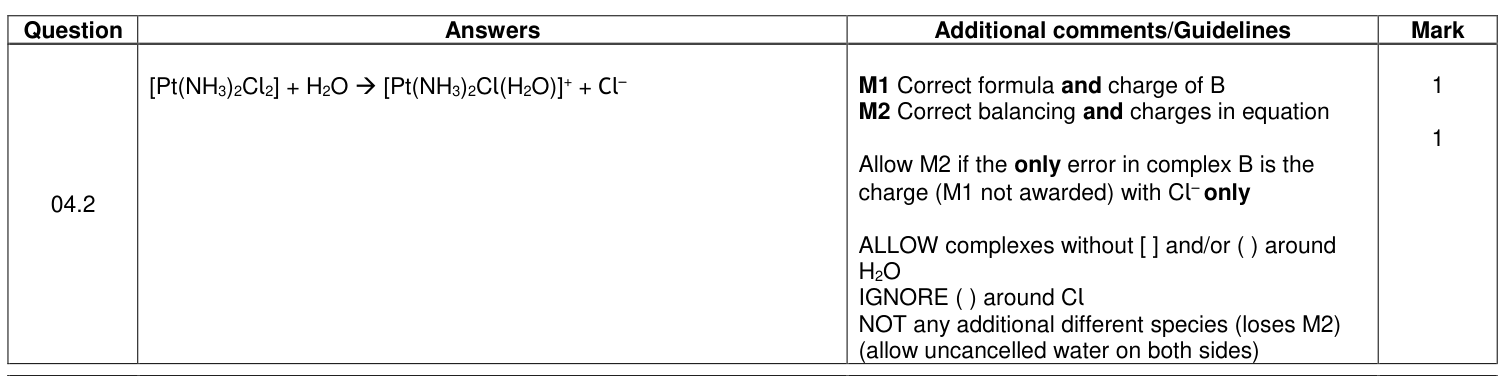 Question Answers Additional comments/Guidelines Mark
[Pt(NH₃)₂Cl₂] + H₂O → [Pt(NH₃)₂Cl(H₂O)]⁺ + Cl⁻
M1 Correct formula and charge of B
1
M2 Correct balancing and charges in equation
1
Allow M2 if the only error in complex B is the
charge (M1 not awarded) with Cl⁻ only
04.2
ALLOW complexes without [ ] and/or ( ) around
H₂O
IGNORE ( ) around Cl
NOT any additional different species (loses M2)
(allow uncancelled water on both sides)